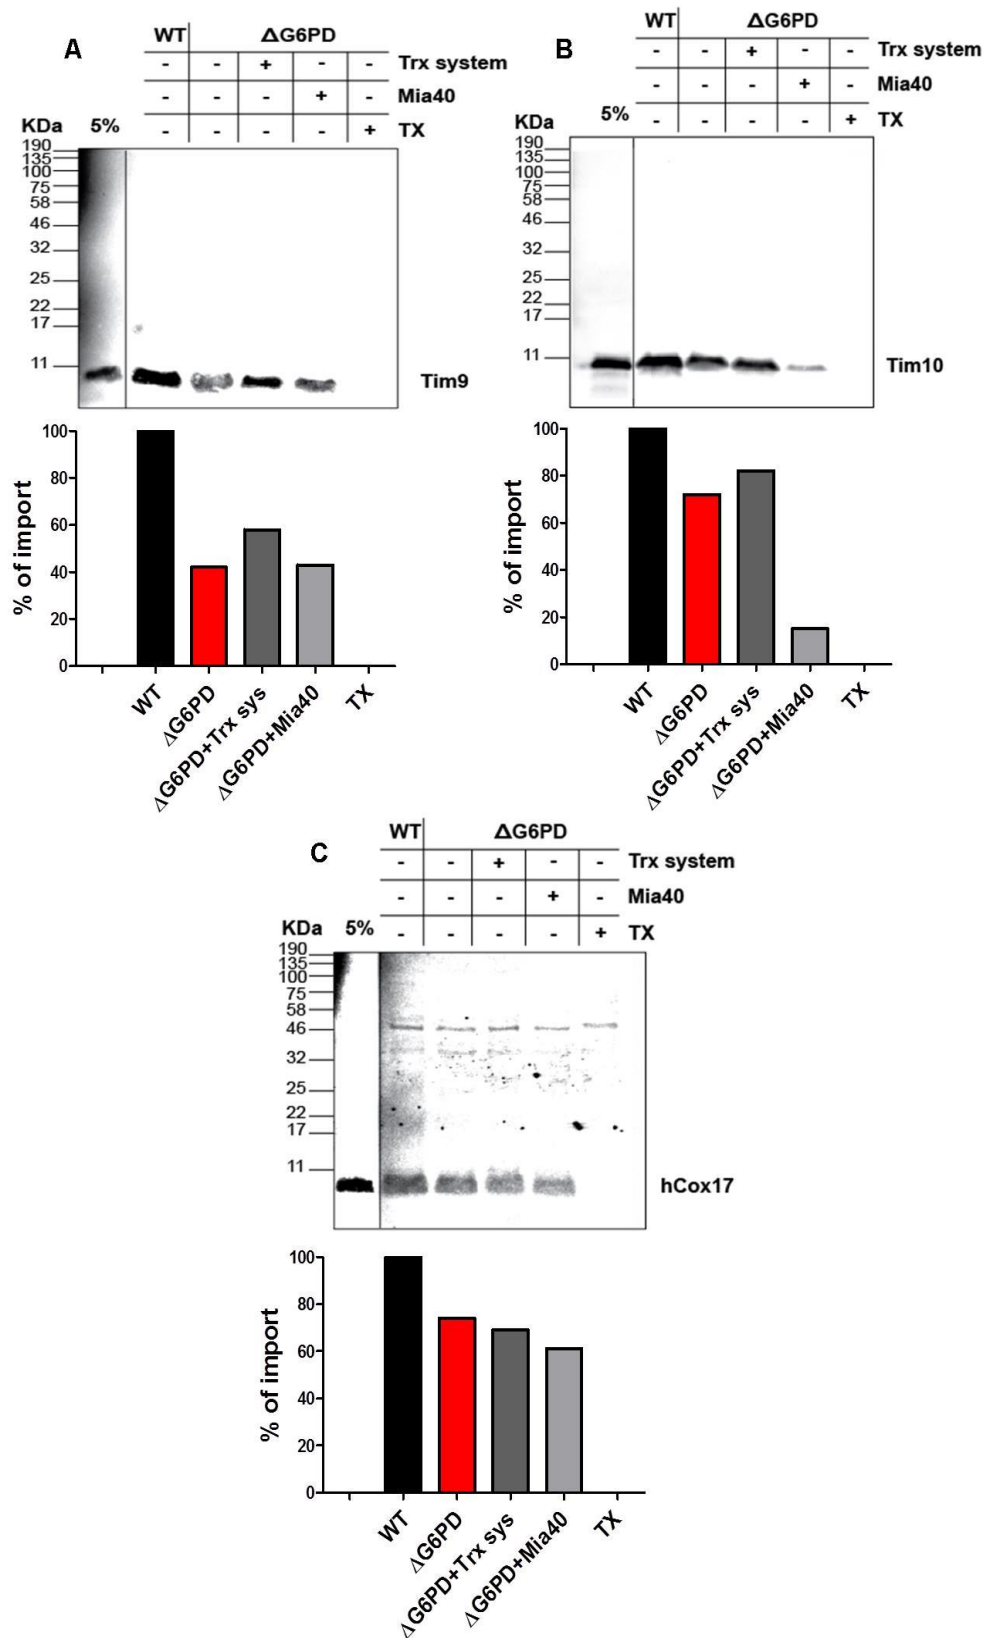 A
WT ΔG6PD
- - + - - Trx system
- - - + - Mia40
KDa 5% - - - - + TX
190
135
100
75
58
46
32
25
22
17
11
Tim9
% of import
100
80
60
40
20
0
WT
ΔG6PD
ΔG6PD+Trx sys
ΔG6PD+Mia40
TX
B
WT ΔG6PD
- - + - - Trx system
- - - + - Mia40
KDa 5% - - - - + TX
190
135
100
75
58
46
32
25
22
17
11
Tim10
% of import
100
80
60
40
20
0
WT
ΔG6PD
ΔG6PD+Trx sys
ΔG6PD+Mia40
TX
C
WT ΔG6PD
- - + - - Trx system
- - - + - Mia40
KDa 5% - - - - + TX
190
135
100
75
58
46
32
25
22
17
11
hCox17
% of import
100
80
60
40
20
0
WT
ΔG6PD
ΔG6PD+Trx sys
ΔG6PD+Mia40
TX